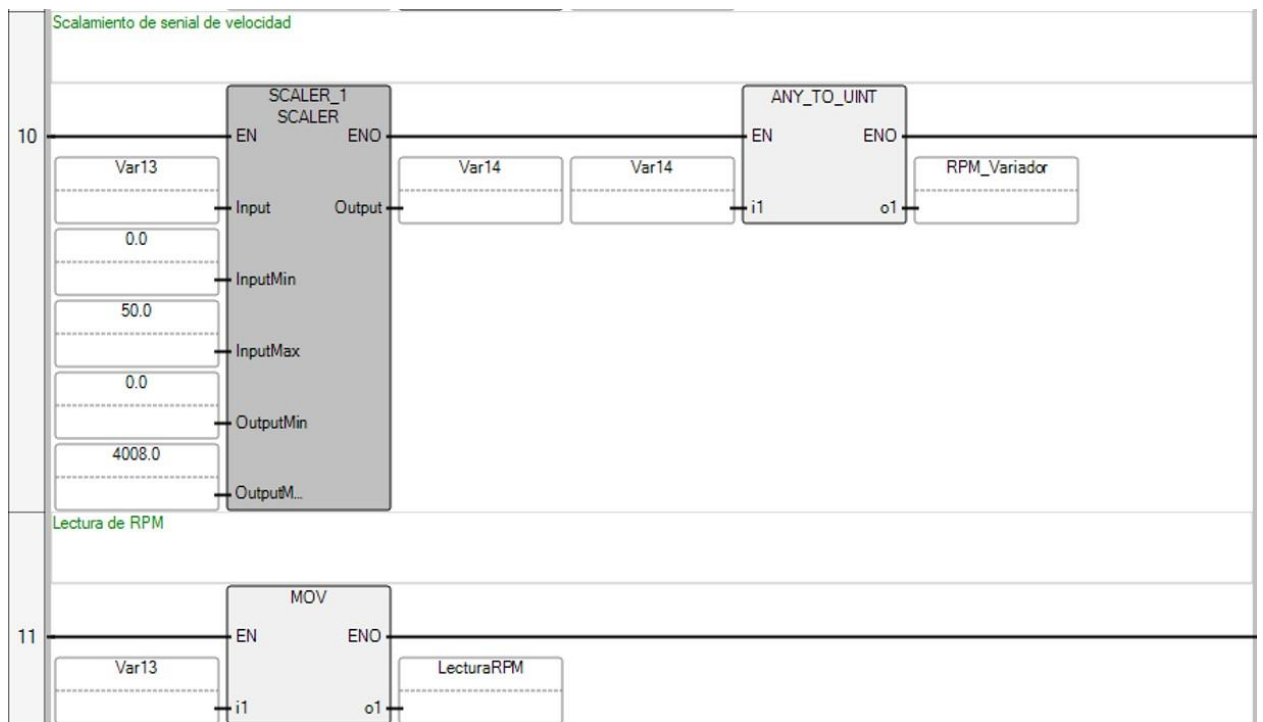 Scalamiento de senial de velocidad
10
SCALER_1
SCALER
EN ENO
Var13
Input Output
Var14
0.0
InputMin
50.0
InputMax
0.0
OutputMin
4008.0
OutputM...
Var14
ANY_TO_UINT
EN ENO
i1 o1
RPM_Variador
Lectura de RPM
11
MOV
EN ENO
Var13
i1 o1
LecturaRPM